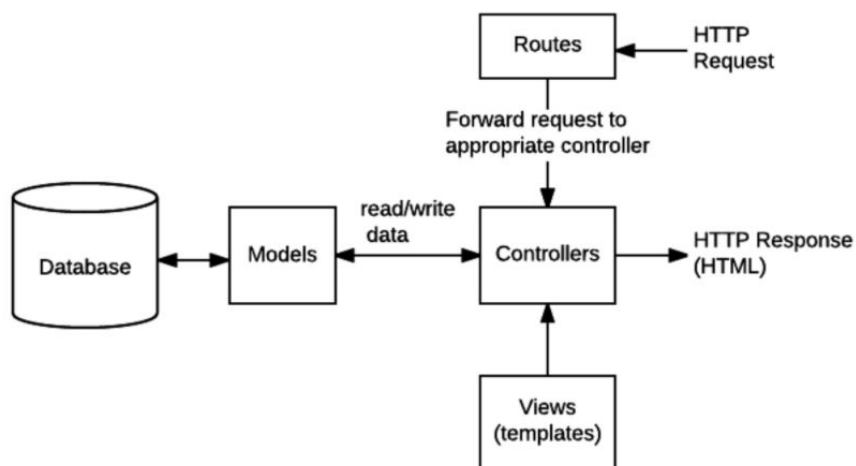 Routes
HTTP
Request
Forward request to
appropriate controller
read/write
data
Database
Models
Controllers
HTTP Response
(HTML)
Views
(templates)